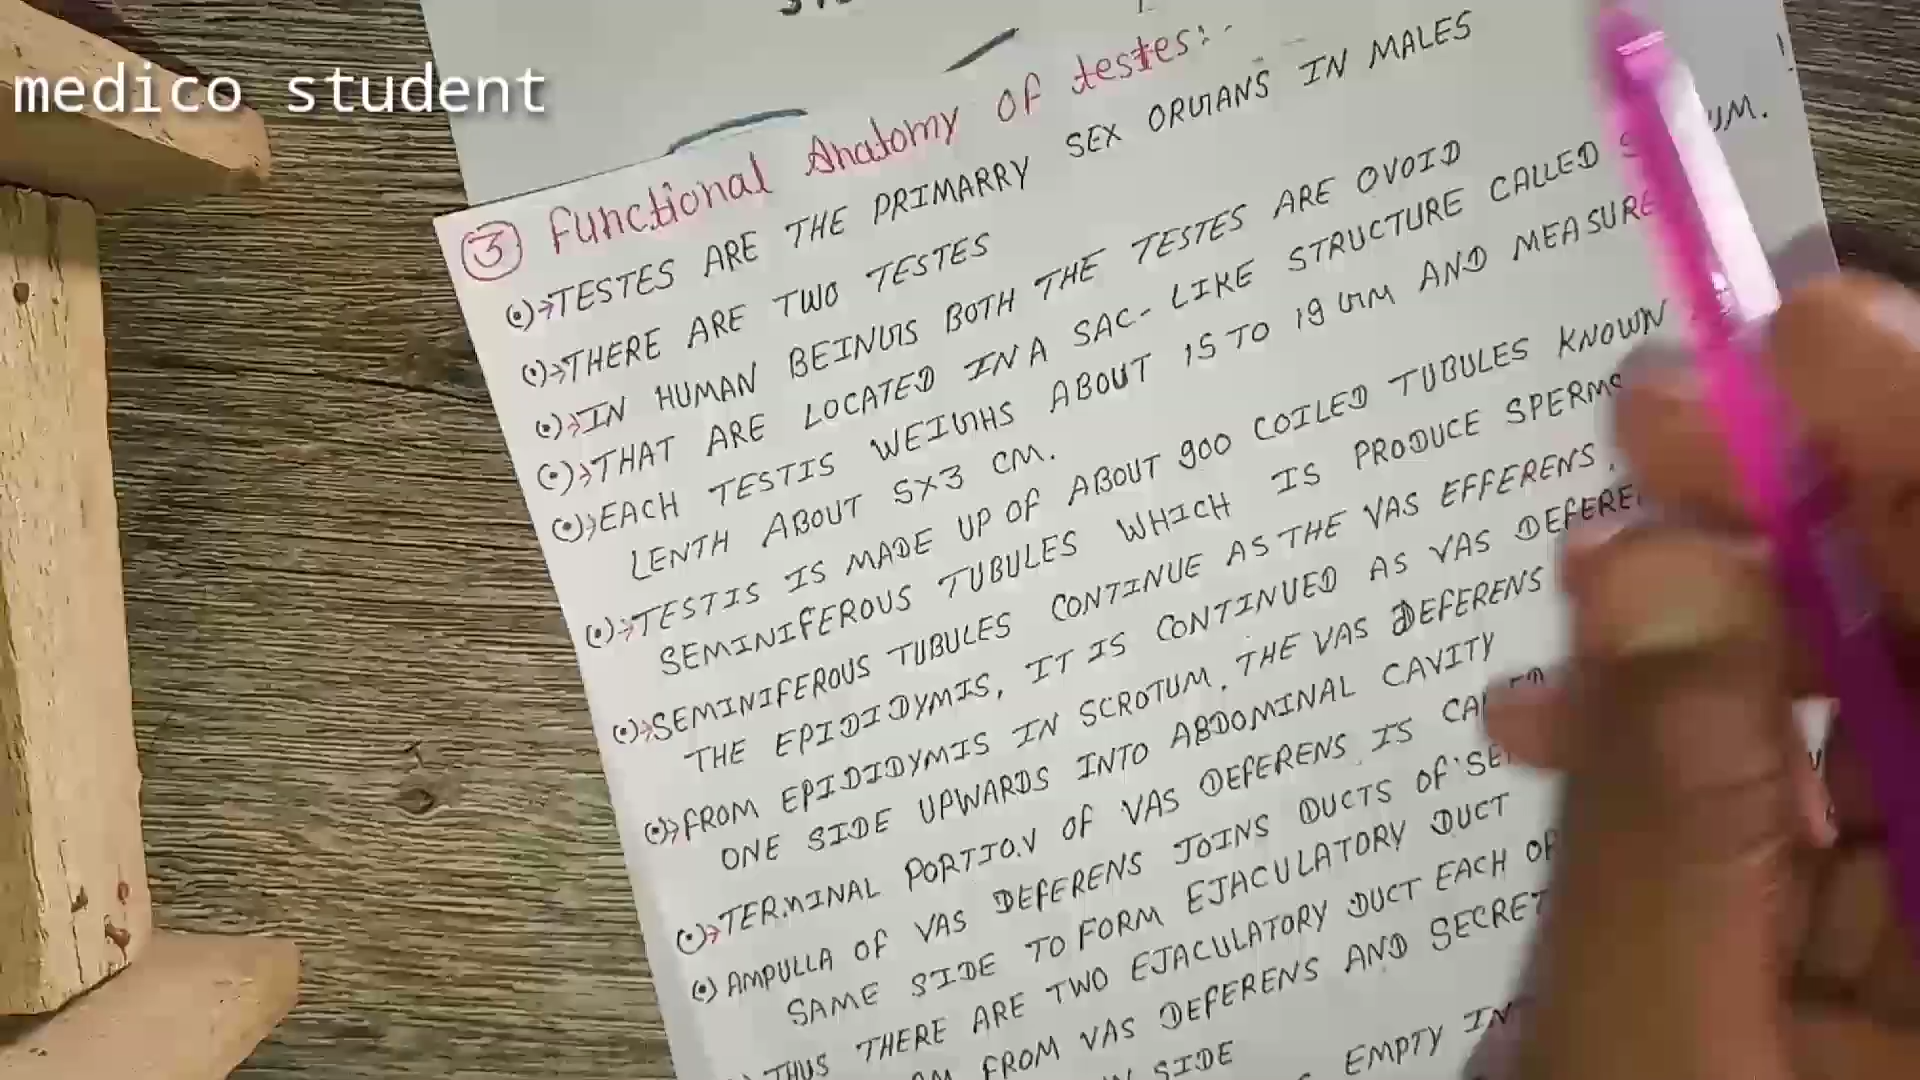 medico student
③ Functional Anatomy of testes:-
TESTES ARE THE PRIMARRY SEX ORGANS IN MALES
THERE ARE TWO TESTES
IN HUMAN BEINGS BOTH THE TESTES ARE OVOID
THAT ARE LOCATED IN A SAC-LIKE STRUCTURE CALLED
EACH TESTIS WEIGHS ABOUT 15 TO 19 GM AND MEASURE
LENTH ABOUT 5X3 CM.
TESTIS IS MADE UP OF ABOUT 900 COILED TUBULES KNOWN
SEMINIFEROUS TUBULES WHICH IS PRODUCE SPERMS
SEMINIFEROUS TUBULES CONTINUE AS THE VAS EFFERENS.
THE EPIDIDYMIS, IT IS CONTINUED AS VAS
FROM EPIDIDYMIS IN SCROTUM. THE VAS DEFERENS
ONE SIDE UPWARDS INTO ABDOMINAL CAVITY
TERMINAL PORTION OF VAS DEFERENS IS
AMPULLA OF VAS DEFERENS JOINS DUCTS OF
SAME SIDE TO FORM EJACULATORY DUCT
THUS THERE ARE TWO EJACULATORY DUCT EACH OF
FROM VAS DEFERENS AND
SIDE EMPTY